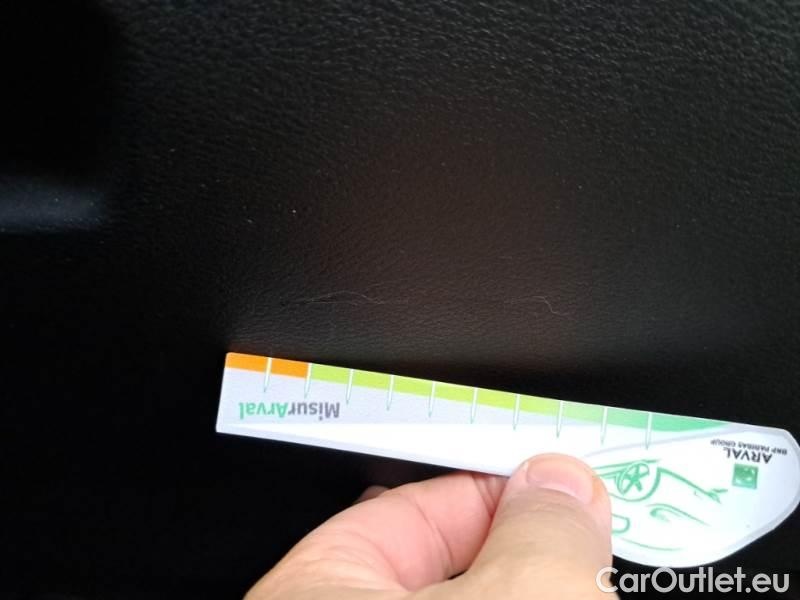 MisurArval
ARVAL
BNP PARIBAS GROUP
CarOutlet.eu